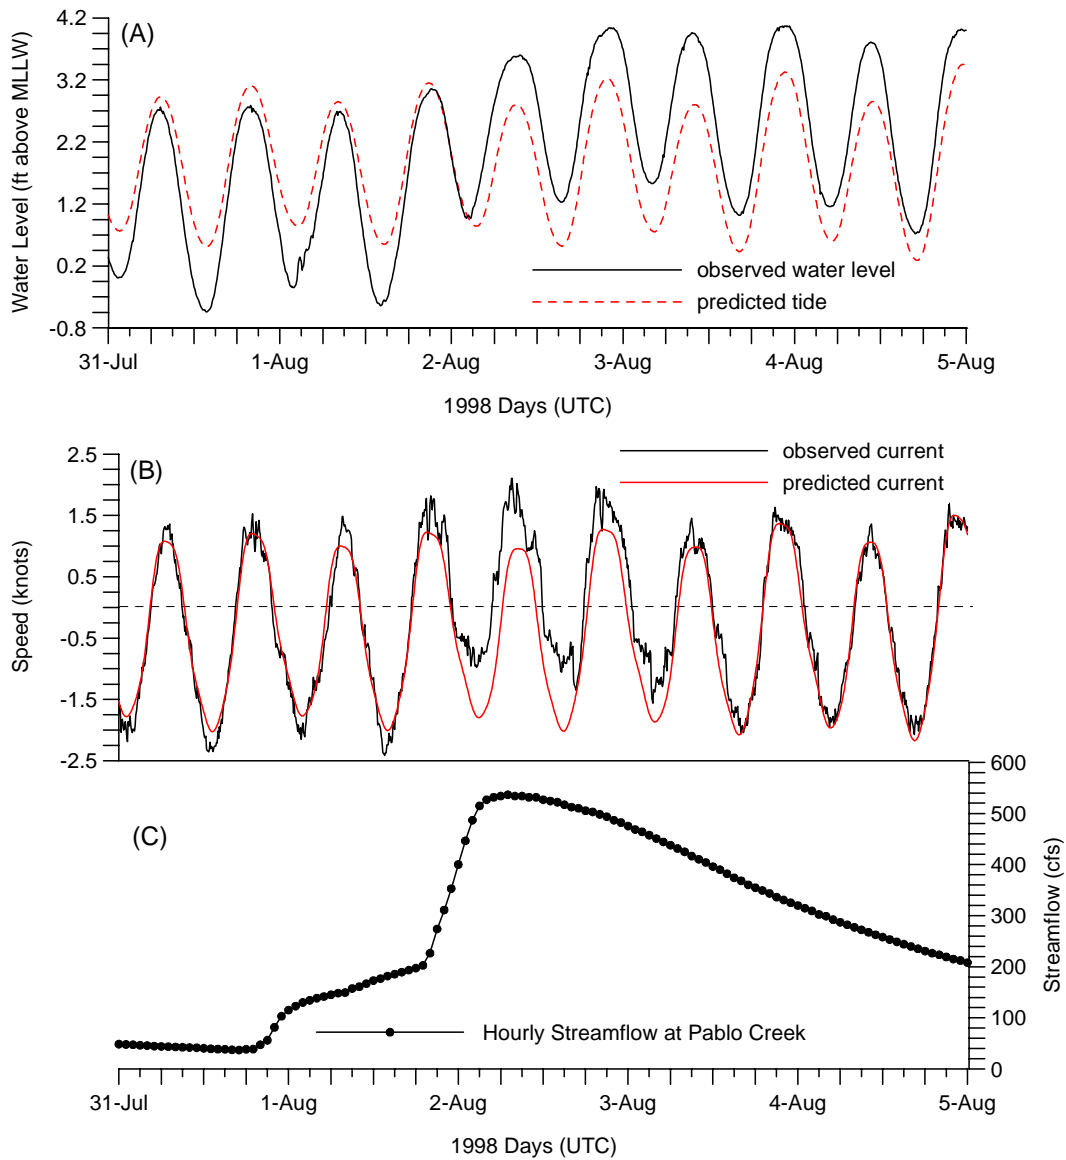 (A)
Water Level (ft above MLLW)
4.2
3.2
2.2
1.2
0.2
-0.8
observed water level
predicted tide
31-Jul 1-Aug 2-Aug 3-Aug 4-Aug 5-Aug
1998 Days (UTC)
(B)
observed current
predicted current
Speed (knots)
2.5
1.5
0.5
-0.5
-1.5
-2.5
(C)
600
500
400
300
200
100
0
Streamflow (cfs)
Hourly Streamflow at Pablo Creek
31-Jul 1-Aug 2-Aug 3-Aug 4-Aug 5-Aug
1998 Days (UTC)